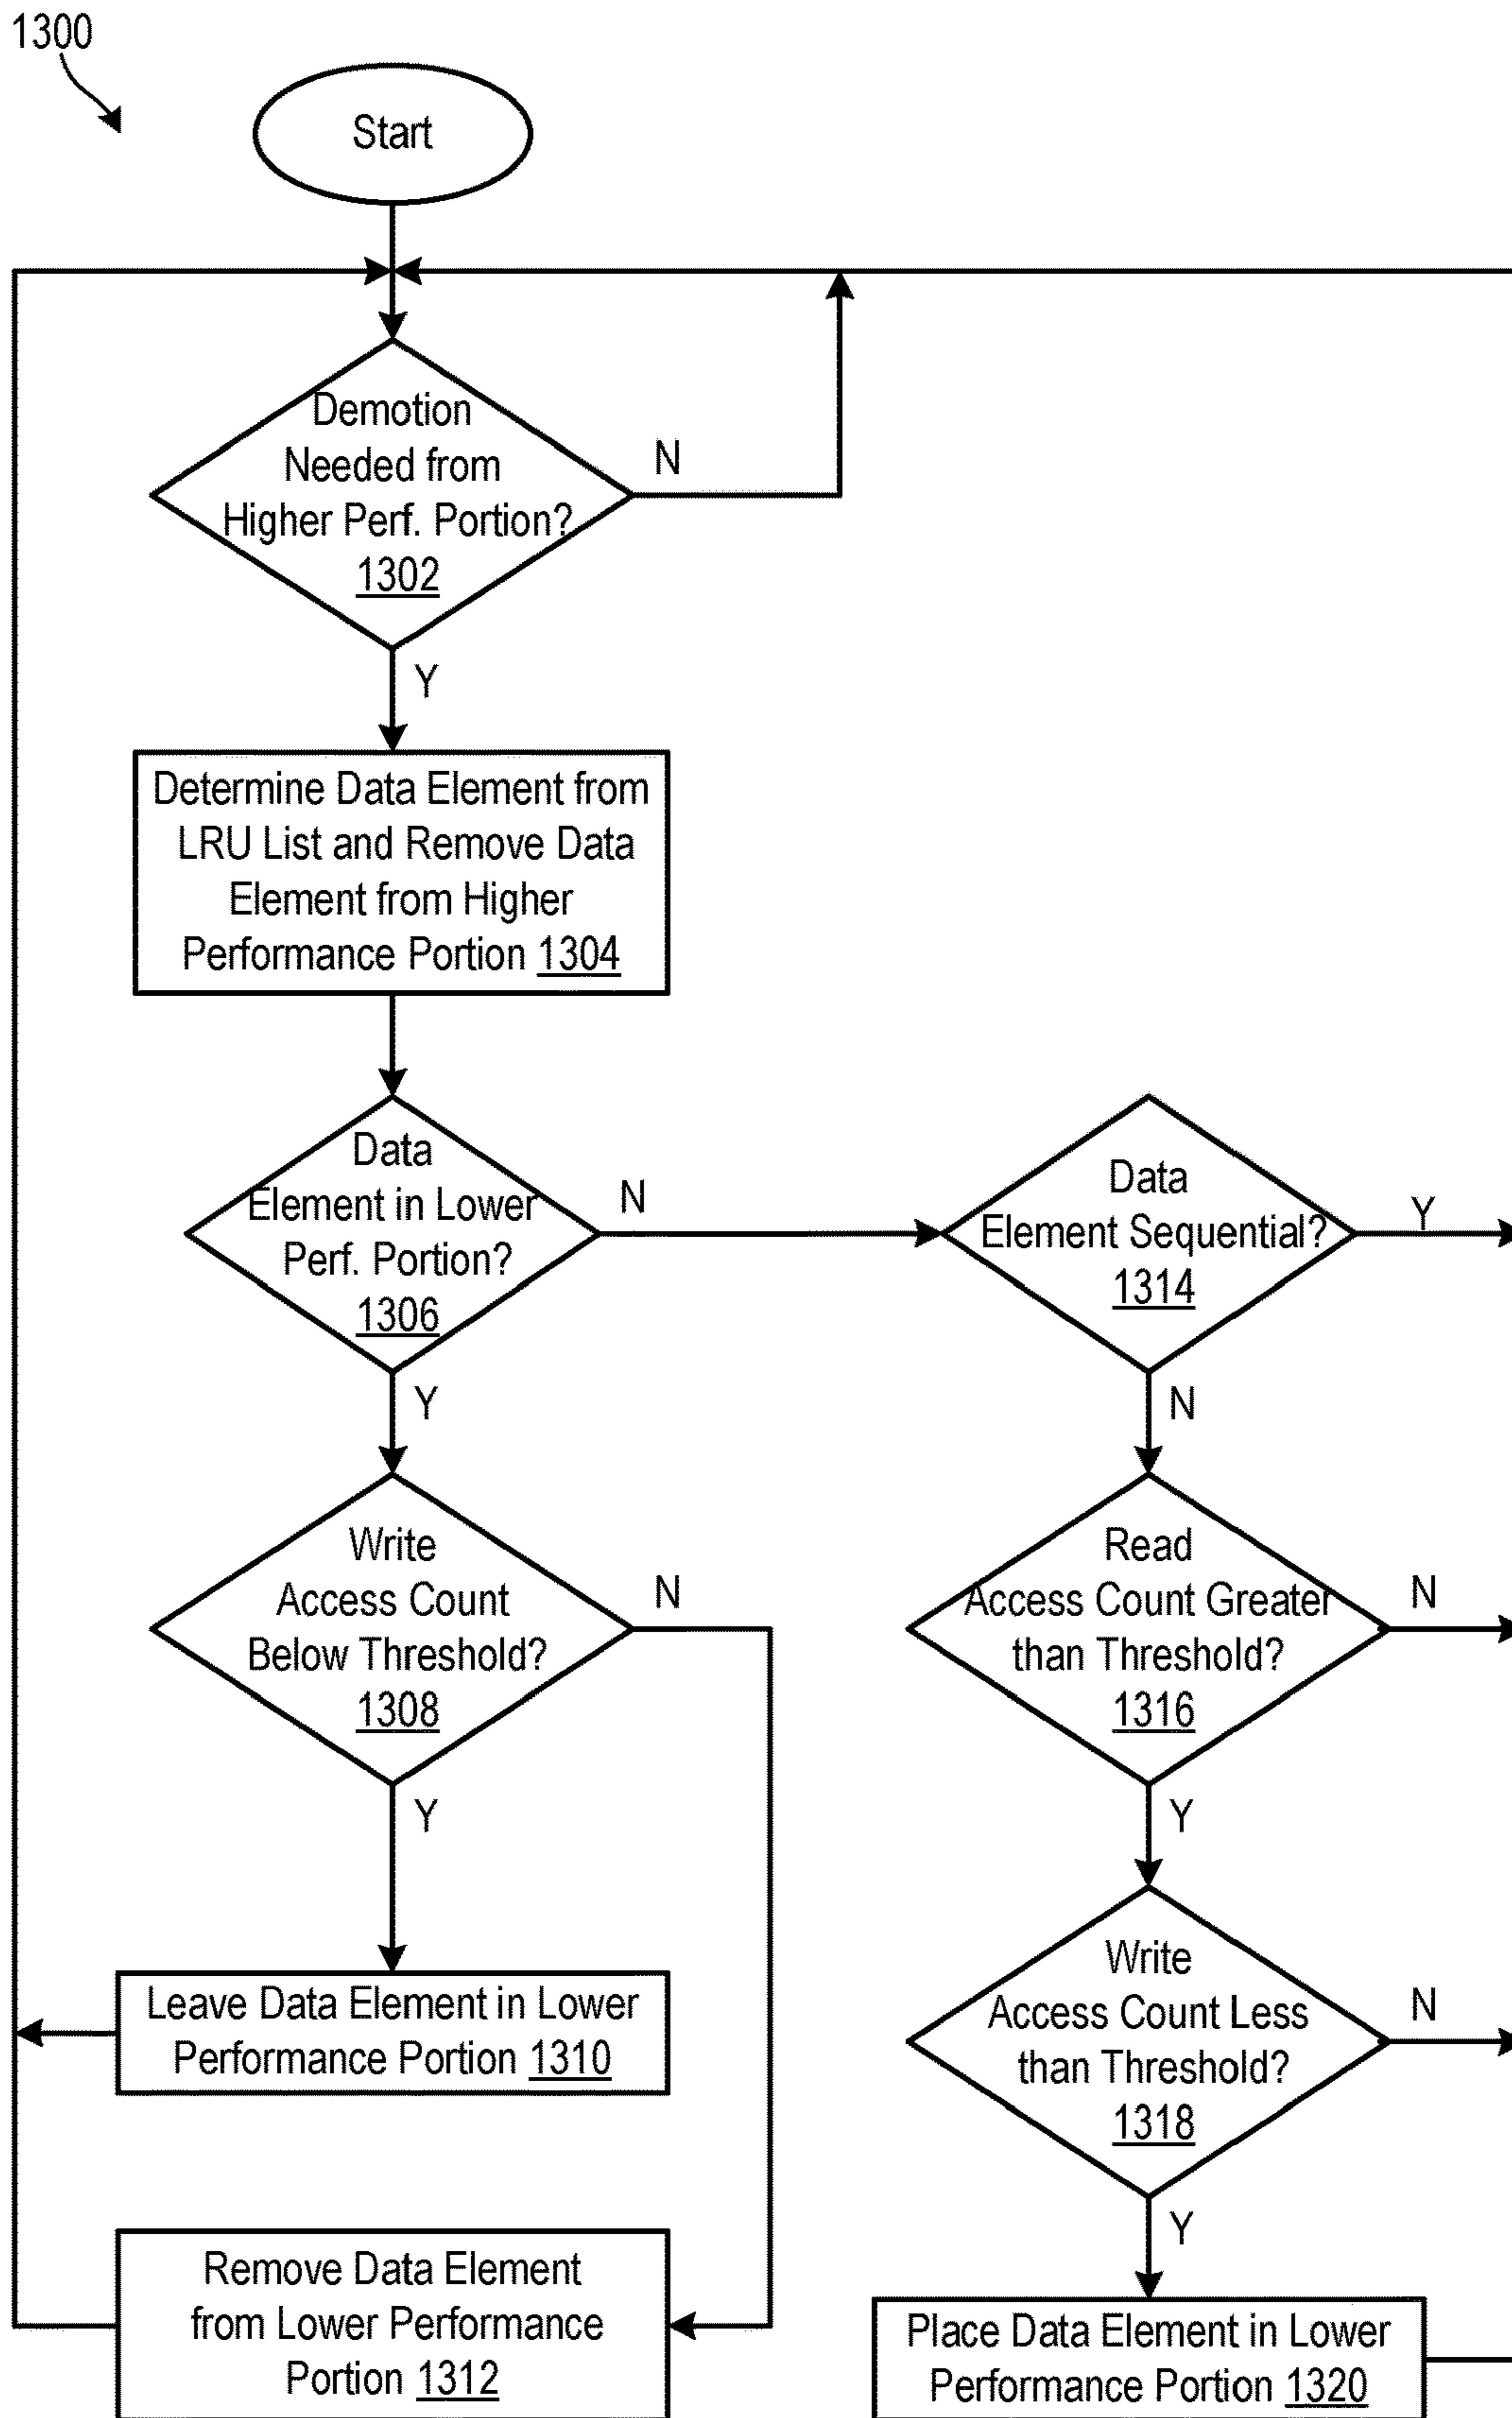 1300
Start
Demotion
Needed from
Higher Perf. Portion?
1302
N
Y
Determine Data Element from
LRU List and Remove Data
Element from Higher
Performance Portion 1304
Data
Element in Lower
Perf. Portion?
1306
N
Y
Data
Element Sequential?
1314
Y
N
Write
Access Count
Below Threshold?
1308
N
Y
Read
Access Count Greater
than Threshold?
1316
N
Y
Leave Data Element in Lower
Performance Portion 1310
Write
Access Count Less
than Threshold?
1318
N
Y
Remove Data Element
from Lower Performance
Portion 1312
Place Data Element in Lower
Performance Portion 1320